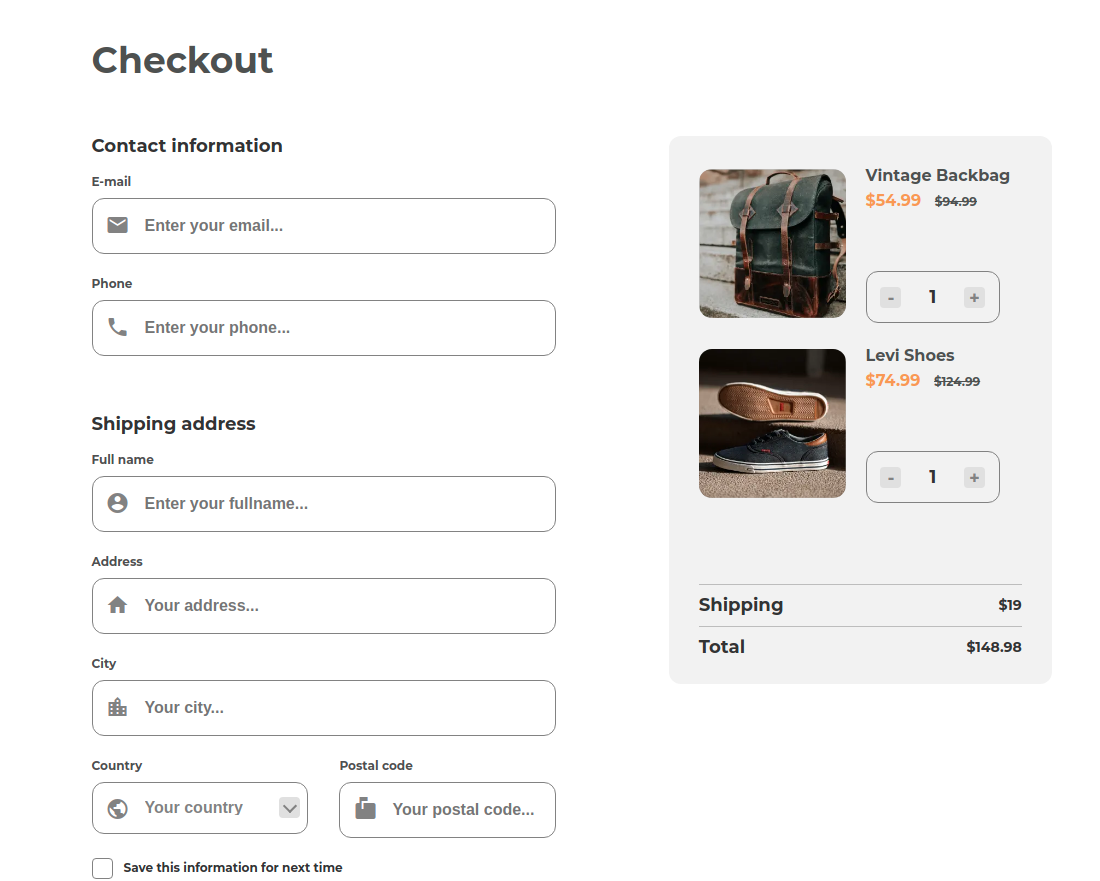 Checkout
Contact information
E-mail
Enter your email...
Phone
Enter your phone...
Shipping address
Full name
Enter your fullname...
Address
Your address...
City
Your city...
Country
Postal code
Your country
Your postal code...
Save this information for next time
Vintage Backbag
$54.99 $94.99
- 1 +
Levi Shoes
$74.99 $124.99
- 1 +
Shipping $19
Total $148.98